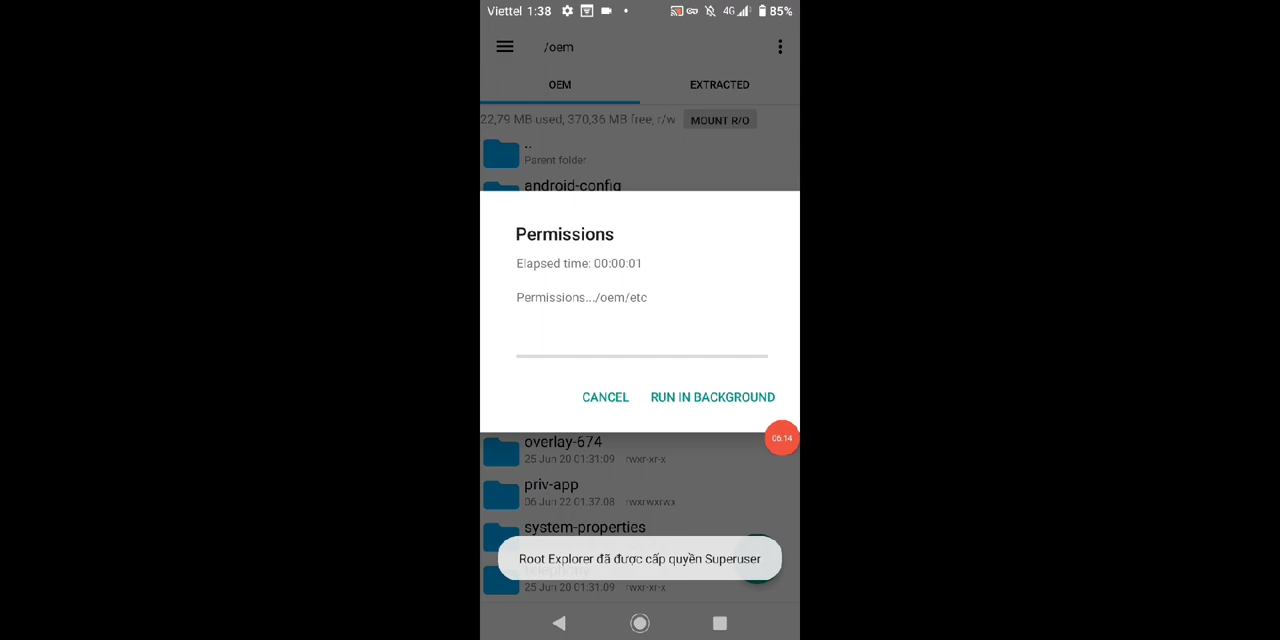 Viettel 1:38 4G 85%
/oem
OEM EXTRACTED
22,79 MB used, 370,36 MB free, r/w MOUNT R/O
..
Parent folder
android-config
Permissions
Elapsed time: 00:00:01
Permissions.../oem/etc
CANCEL RUN IN BACKGROUND
06:14
overlay-674
25 Jun 20 01:31:09 rwxr-xr-x
priv-app
06 Jun 22 01:37:08 rwxrwxrwx
system-properties
Root Explorer đã được cấp quyền Superuser
telephony
25 Jun 20 01:31:09 rwxr-xr-x